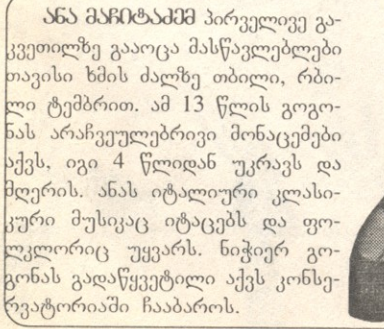 ანა მაჩიტაძემ პირველივე გა-
კვეთილზე გააოცა მასწავლებლები
თავისი ხმის ძალზე თბილი, რბი-
ლი ტემბრით. ამ 13 წლის გოგო-
ნას არაჩვეულებრივი მონაცემები
აქვს. იგი 4 წლიდან უკრავს და
მღერის. ანას იტალიური კლასი-
კური მუსიკაც იტაცებს და ფო-
ლკლორიც უყვარს. ნიჭიერ გო-
გონას გადაწყვეტილი აქვს კონსე-
რვატორიაში ჩააბაროს.